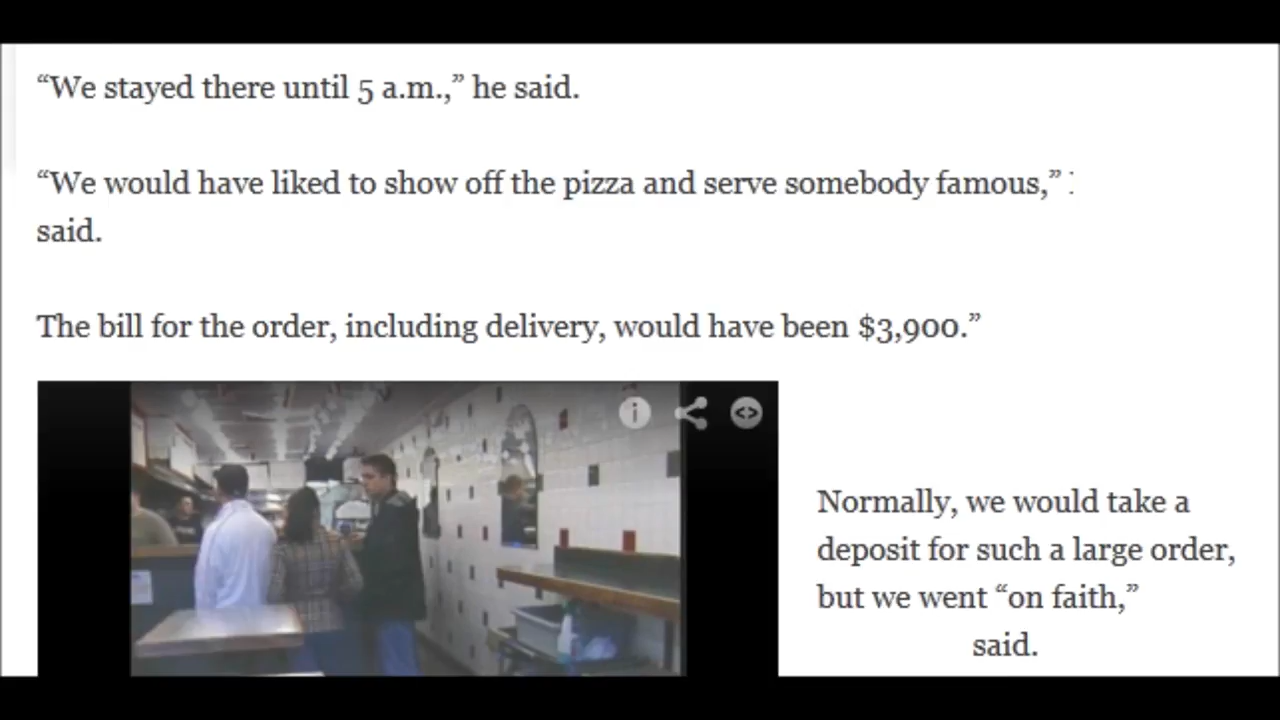 “We stayed there until 5 a.m.,” he said.
“We would have liked to show off the pizza and serve somebody famous,”
said.
The bill for the order, including delivery, would have been $3,900.”
Normally, we would take a
deposit for such a large order,
but we went “on faith,”
said.